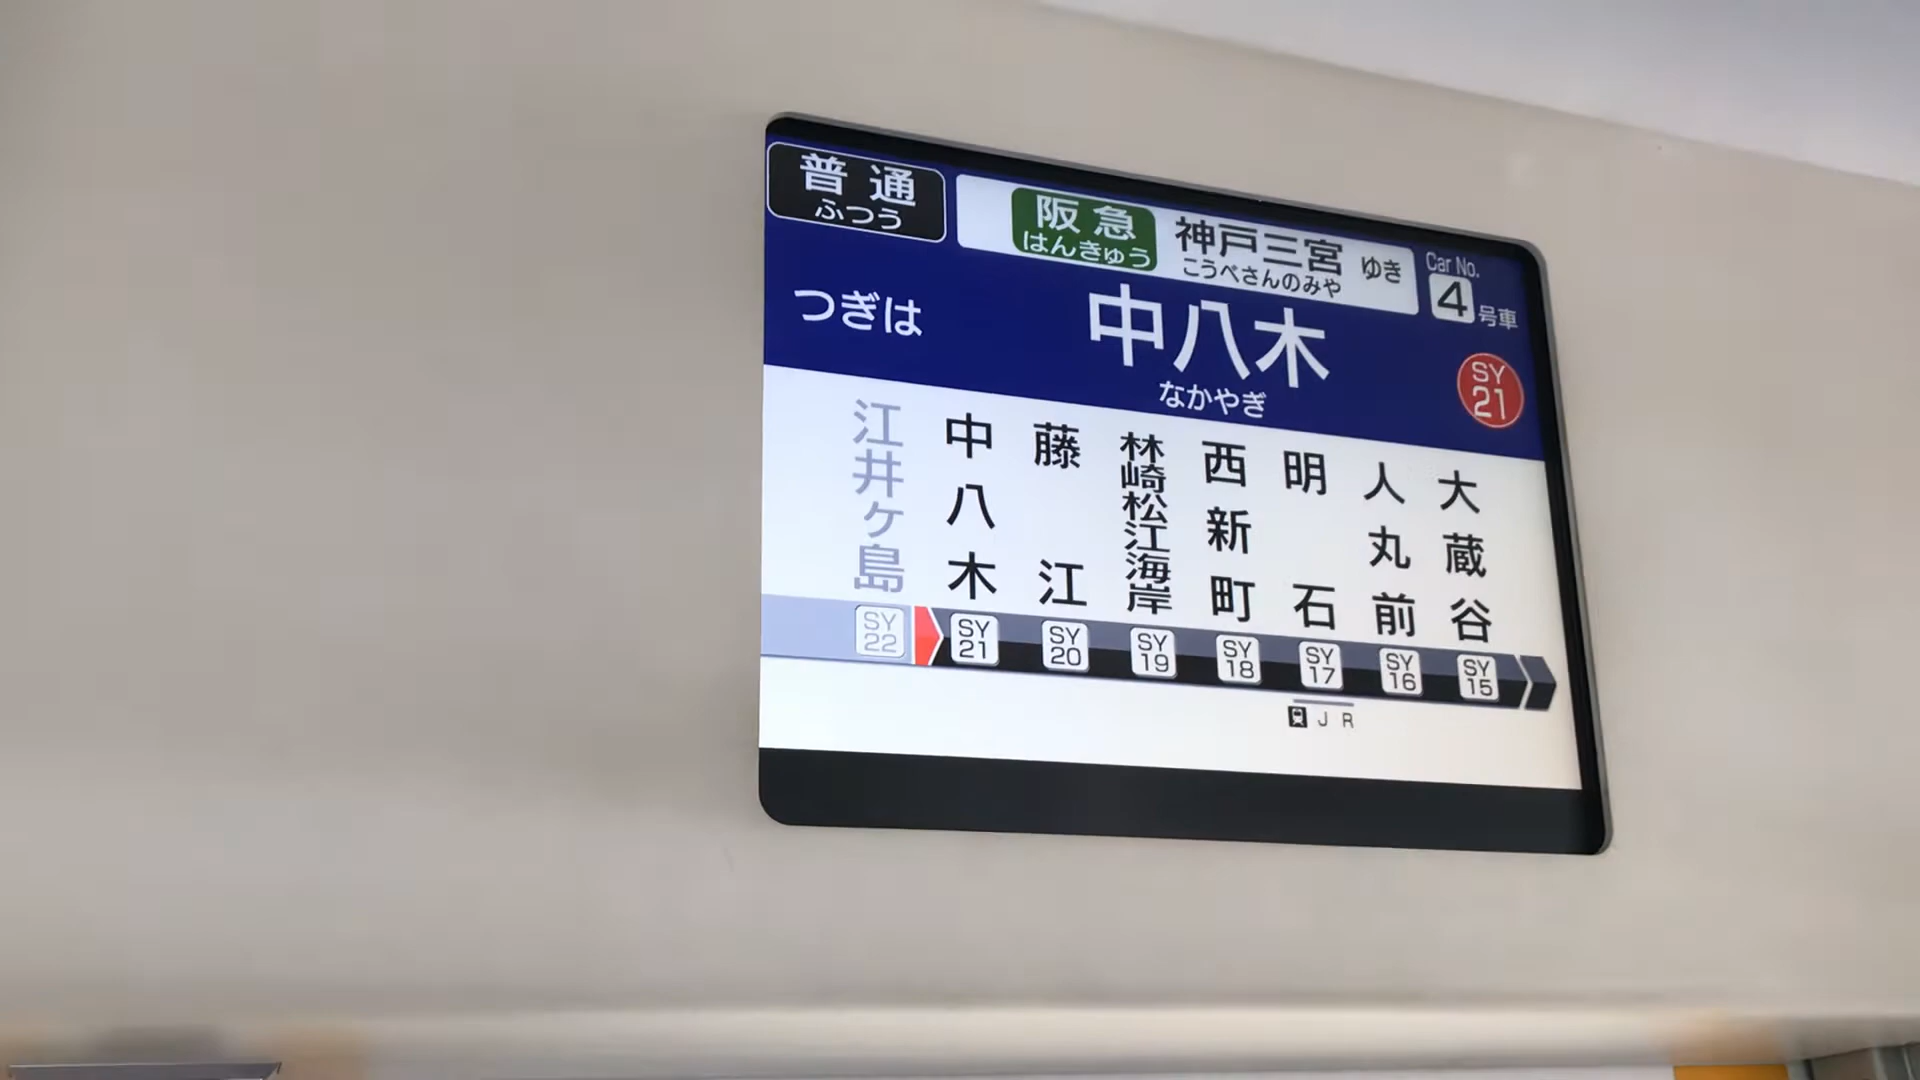 普通
ふつう
阪急
はんきゅう
神戸三宮 ゆき
こうべさんのみや
Car No.
4号車
つぎは
中八木
なかやぎ
SY
21
江井ヶ島
中八木
藤江
林崎松江海岸
西新町
明石
人丸前
大蔵谷
SY
22
SY
21
SY
20
SY
19
SY
18
SY
17
SY
16
SY
15
JR